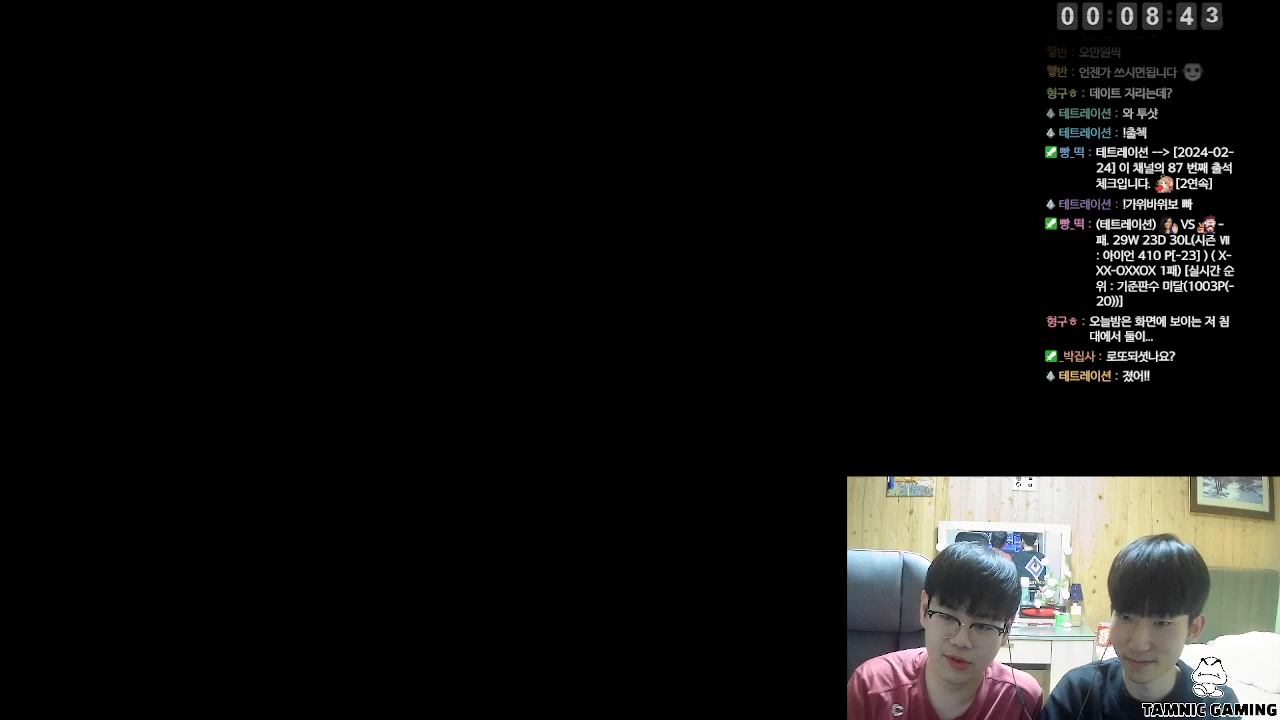 00:08:43
헿반 : 오만원씩
헿반 : 언젠가 쓰시면됩니다
형구ㅎ : 데이트 지리는데?
테트레이션 : 와 투샷
테트레이션 : !출첵
빵_떡 : 테트레이션 --> [2024-02-
24] 이 채널의 87 번째 출석
체크입니다. [2연속]
테트레이션 : !가위바위보 빠
빵_떡 : (테트레이션) VS -
패. 29W 23D 30L(시즌 Ⅶ
: 아이언 410 P[-23] ) ( X-
XX-OXXOX 1패) [실시간 순
위 : 기준판수 미달(1003P(-
20))]
형구ㅎ : 오늘밤은 화면에 보이는 저 침
대에서 둘이...
_박집사 : 로또되셧나요?
테트레이션 : 졌어!!
TAMNIC GAMING